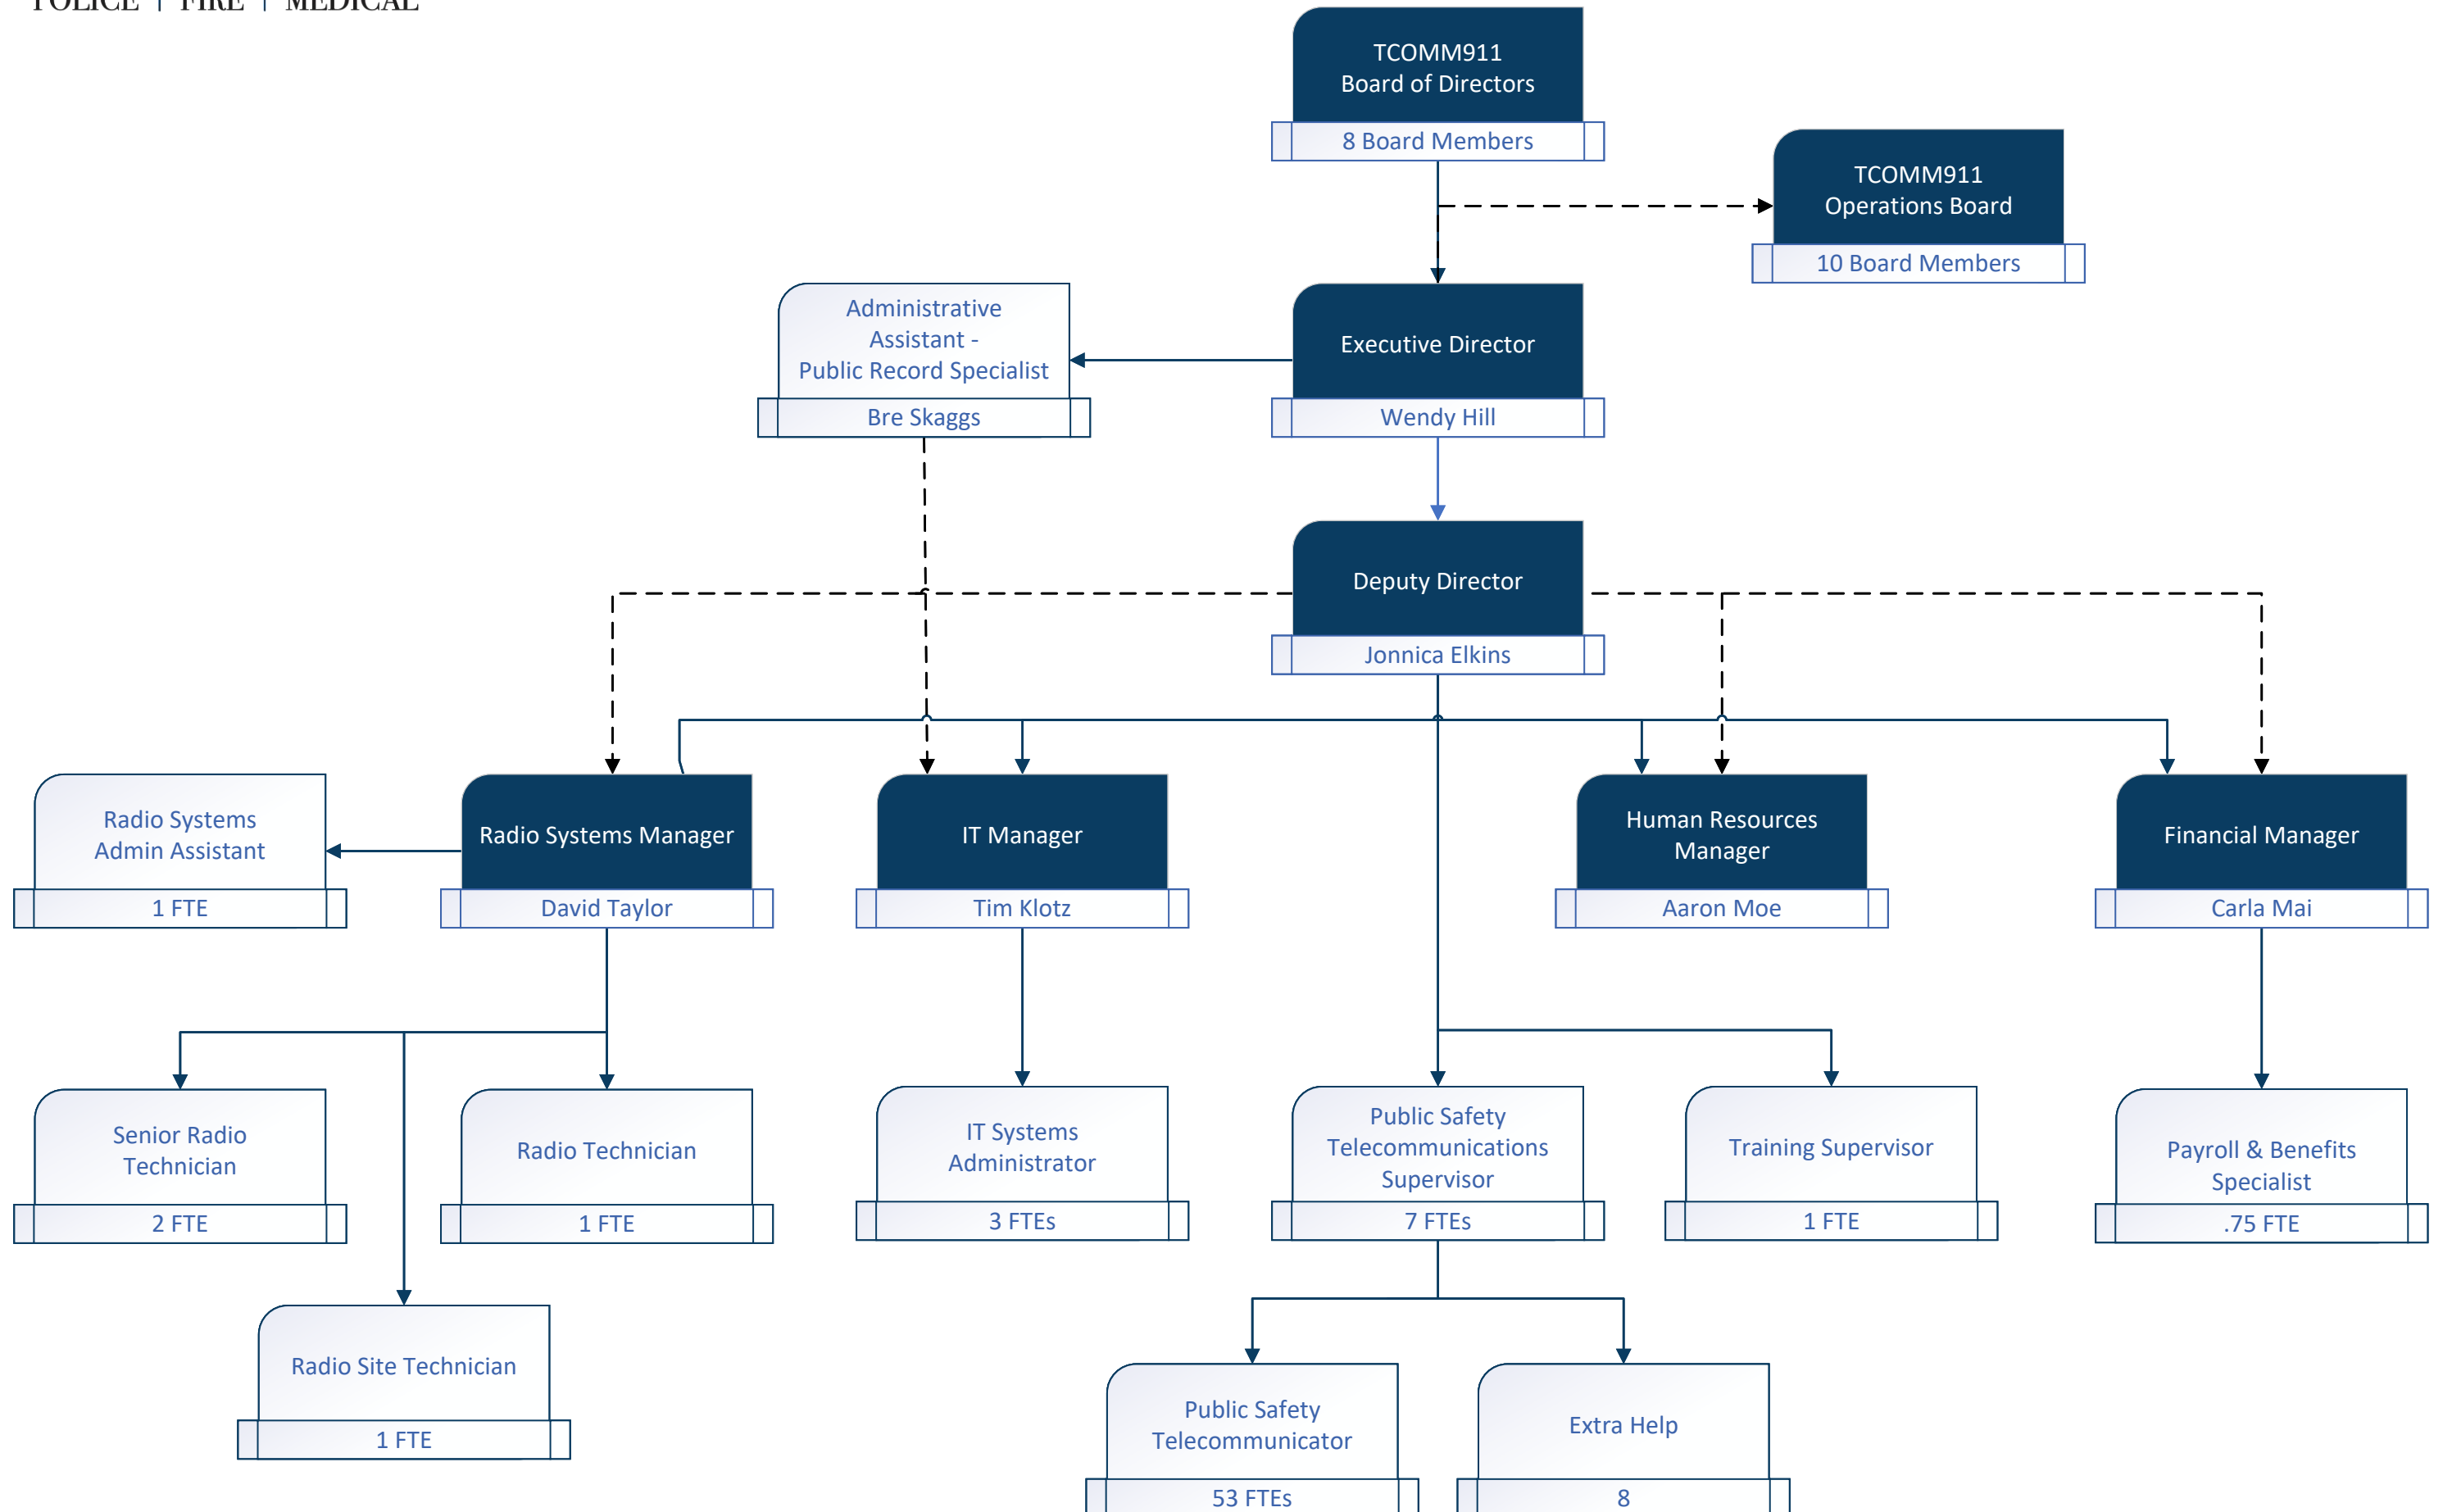 POLICE | FIRE | MEDICAL
TCOMM911
Board of Directors
8 Board Members
TCOMM911
Operations Board
10 Board Members
Administrative
Assistant -
Public Record Specialist
Bre Skaggs
Executive Director
Wendy Hill
Deputy Director
Jonnica Elkins
Radio Systems
Admin Assistant
1 FTE
Radio Systems Manager
David Taylor
IT Manager
Tim Klotz
Human Resources
Manager
Aaron Moe
Financial Manager
Carla Mai
Senior Radio
Technician
2 FTE
Radio Technician
1 FTE
IT Systems
Administrator
3 FTEs
Public Safety
Telecommunications
Supervisor
7 FTEs
Training Supervisor
1 FTE
Payroll & Benefits
Specialist
.75 FTE
Radio Site Technician
1 FTE
Public Safety
Telecommunicator
53 FTEs
Extra Help
8